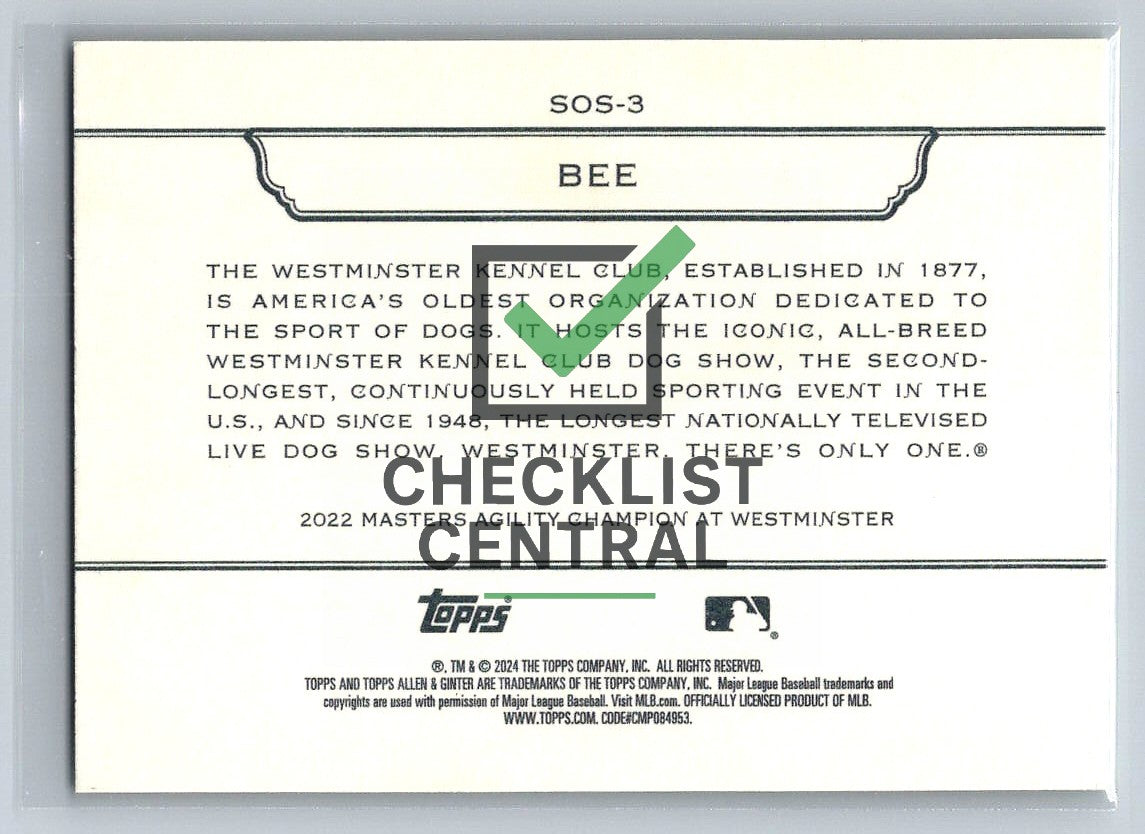 SOS-3
BEE
THE WESTMINSTER KENNEL CLUB, ESTABLISHED IN 1877,
IS AMERICA'S OLDEST ORGANIZATION DEDICATED TO
THE SPORT OF DOGS. IT HOSTS THE ICONIC, ALL-BREED
WESTMINSTER KENNEL CLUB DOG SHOW, THE SECOND-
LONGEST, CONTINUOUSLY HELD SPORTING EVENT IN THE
U.S., AND SINCE 1948, THE LONGEST NATIONALLY TELEVISED
LIVE DOG SHOW. WESTMINSTER. THERE'S ONLY ONE.®
CHECKLIST
2022 MASTERS AGILITY CHAMPION AT WESTMINSTER
CENTRAL
topps®
®
®, TM & © 2024 THE TOPPS COMPANY, INC. ALL RIGHTS RESERVED.
TOPPS AND TOPPS ALLEN & GINTER ARE TRADEMARKS OF THE TOPPS COMPANY, INC. Major League Baseball trademarks and
copyrights are used with permission of Major League Baseball. Visit MLB.com. OFFICIALLY LICENSED PRODUCT OF MLB.
WWW.TOPPS.COM. CODE#CMP084953.